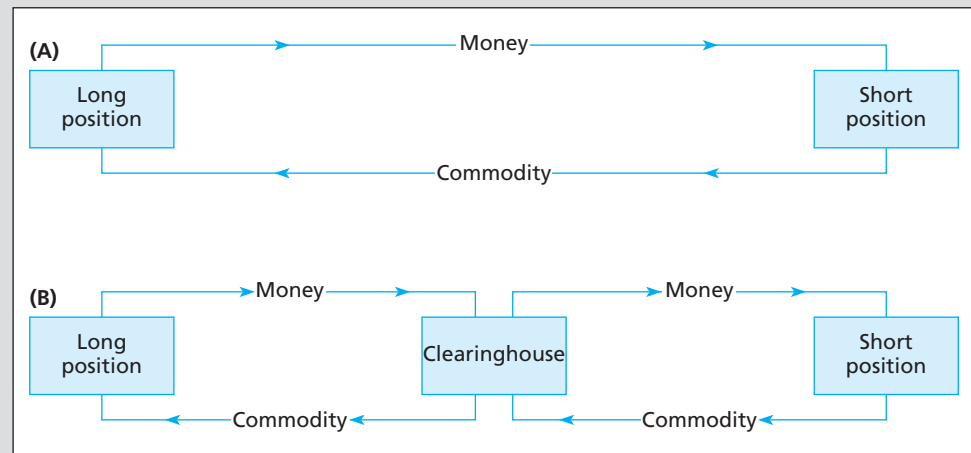 (A)
Money
Long
position
Short
position
Commodity
(B)
Money
Money
Long
position
Clearinghouse
Short
position
Commodity
Commodity